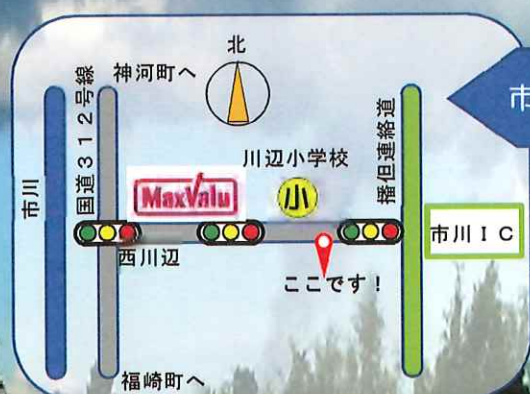 北
神河町へ
国道312号線
市川
播但連絡道
川辺小学校
MaxValu
小
市川IC
西川辺
ここです!
福崎町へ
市